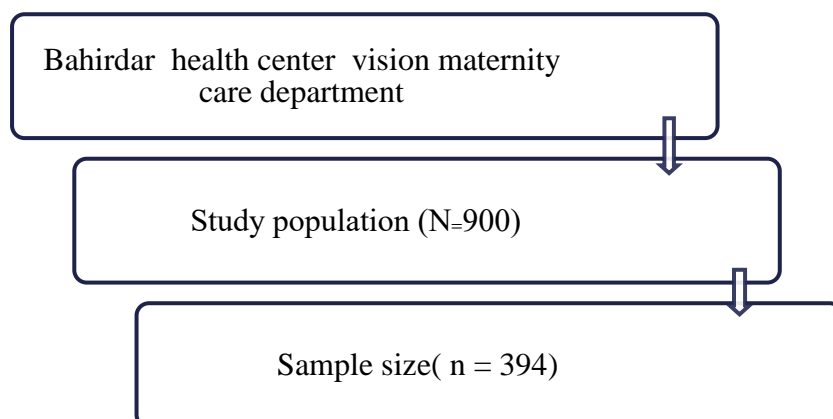 Bahirdar health center vision maternity
care department
Study population (N=900)
Sample size( n = 394)